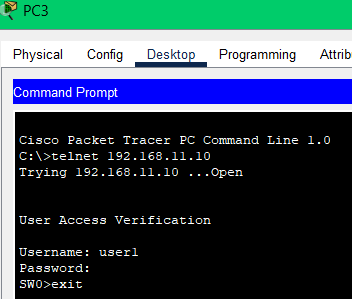 PC3
Physical Config Desktop Programming Attrib
Command Prompt
Cisco Packet Tracer PC Command Line 1.0
C:\>telnet 192.168.11.10
Trying 192.168.11.10 ...Open
User Access Verification
Username: user1
Password:
SW0>exit